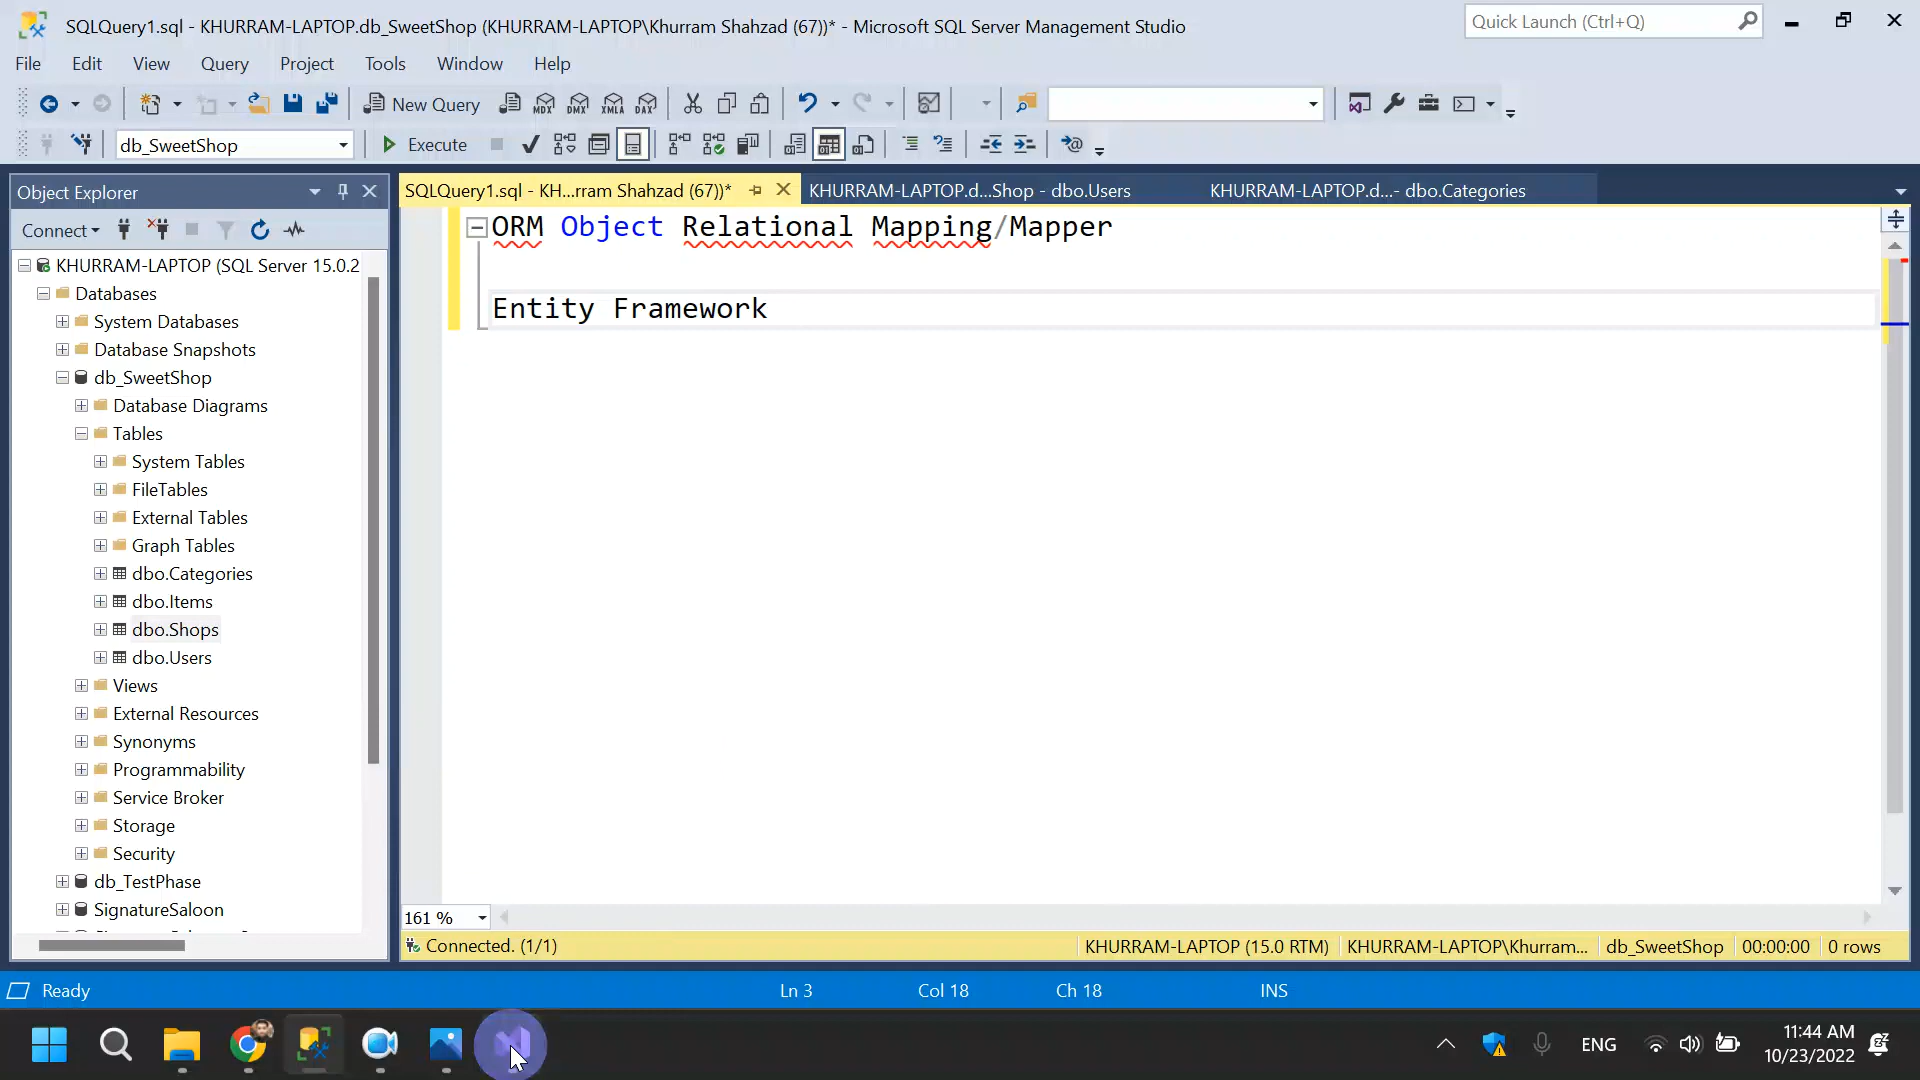 SQLQuery1.sql - KHURRAM-LAPTOP.db_SweetShop (KHURRAM-LAPTOP\Khurram Shahzad (67))* - Microsoft SQL Server Management Studio
Quick Launch (Ctrl+Q)
File Edit View Query Project Tools Window Help
New Query MDX DMX XMLA DAX
db_SweetShop Execute
Object Explorer
SQLQuery1.sql - KH...rram Shahzad (67))* KHURRAM-LAPTOP.d...Shop - dbo.Users KHURRAM-LAPTOP.d...- dbo.Categories
Connect
KHURRAM-LAPTOP (SQL Server 15.0.2
Databases
System Databases
Database Snapshots
db_SweetShop
Database Diagrams
Tables
System Tables
FileTables
External Tables
Graph Tables
dbo.Categories
dbo.Items
dbo.Shops
dbo.Users
Views
External Resources
Synonyms
Programmability
Service Broker
Storage
Security
db_TestPhase
SignatureSaloon
ORM Object Relational Mapping/Mapper
Entity Framework
161 %
Connected. (1/1) KHURRAM-LAPTOP (15.0 RTM) KHURRAM-LAPTOP\Khurram... db_SweetShop 00:00:00 0 rows
Ready Ln 3 Col 18 Ch 18 INS
ENG 11:44 AM
10/23/2022